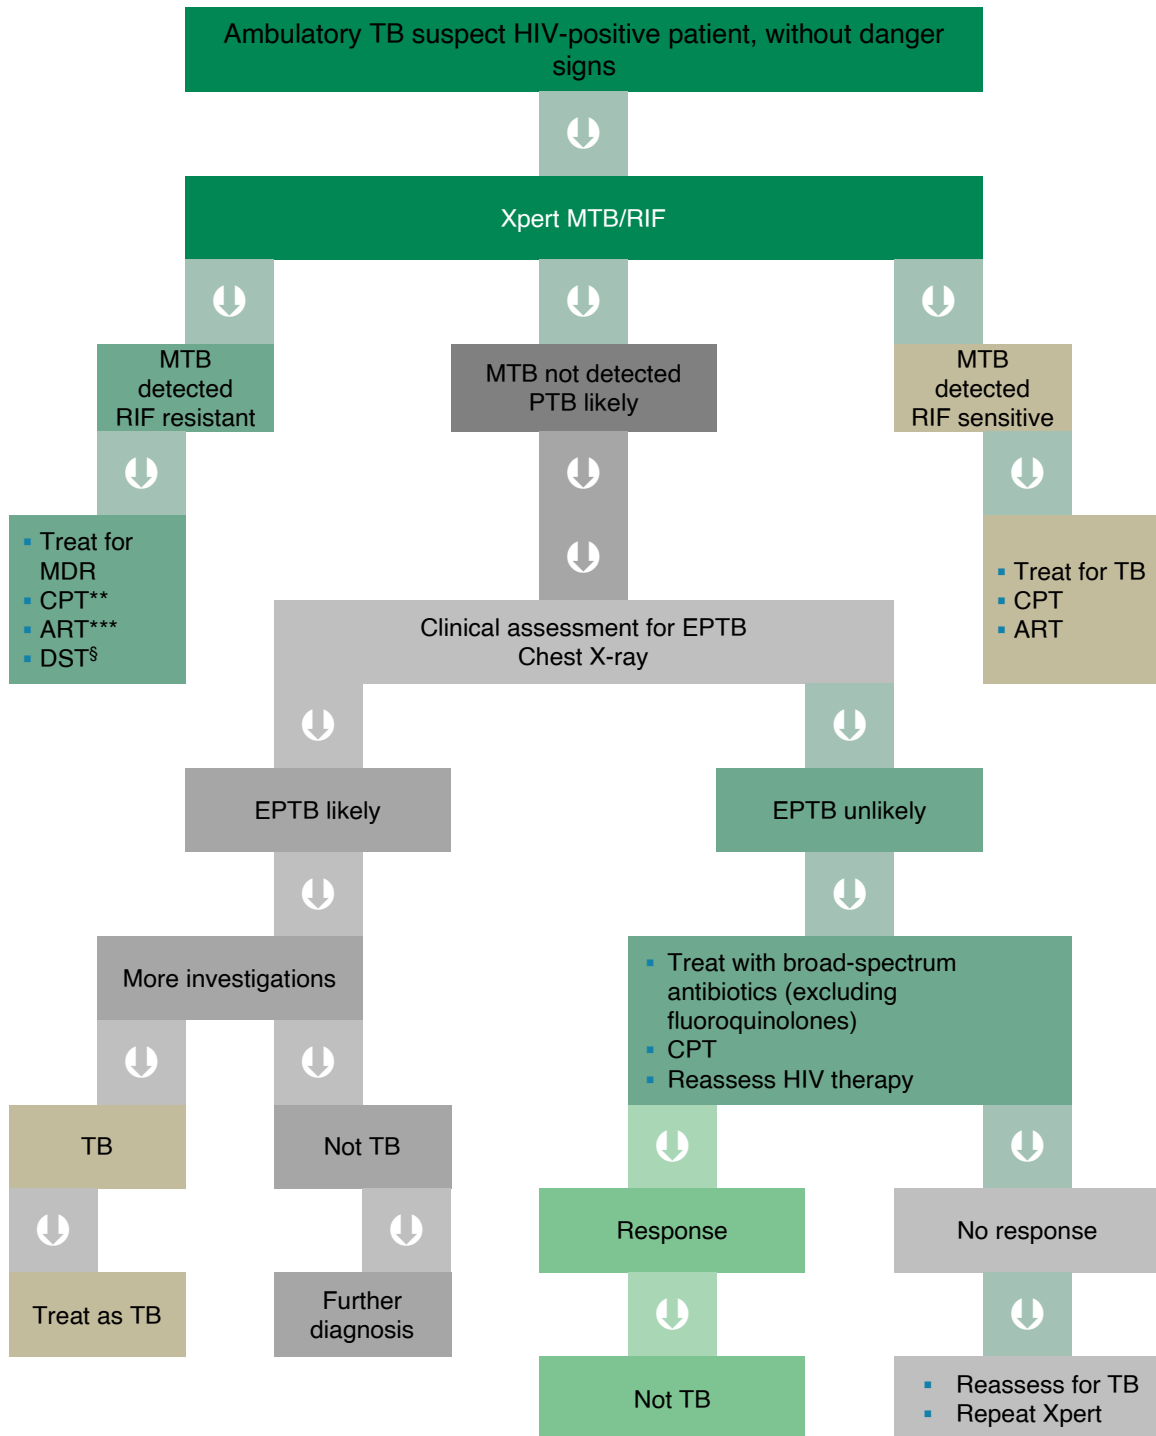 Ambulatory TB suspect HIV-positive patient, without danger
signs
Xpert MTB/RIF
MTB
detected
RIF resistant
MTB not detected
PTB likely
MTB
detected
RIF sensitive
▪ Treat for
MDR
▪ CPT**
▪ ART***
▪ DST§
▪ Treat for TB
▪ CPT
▪ ART
Clinical assessment for EPTB
Chest X-ray
EPTB likely
EPTB unlikely
More investigations
▪ Treat with broad-spectrum
antibiotics (excluding
fluoroquinolones)
▪ CPT
▪ Reassess HIV therapy
TB
Not TB
Response
No response
Treat as TB
Further
diagnosis
Not TB
▪ Reassess for TB
▪ Repeat Xpert